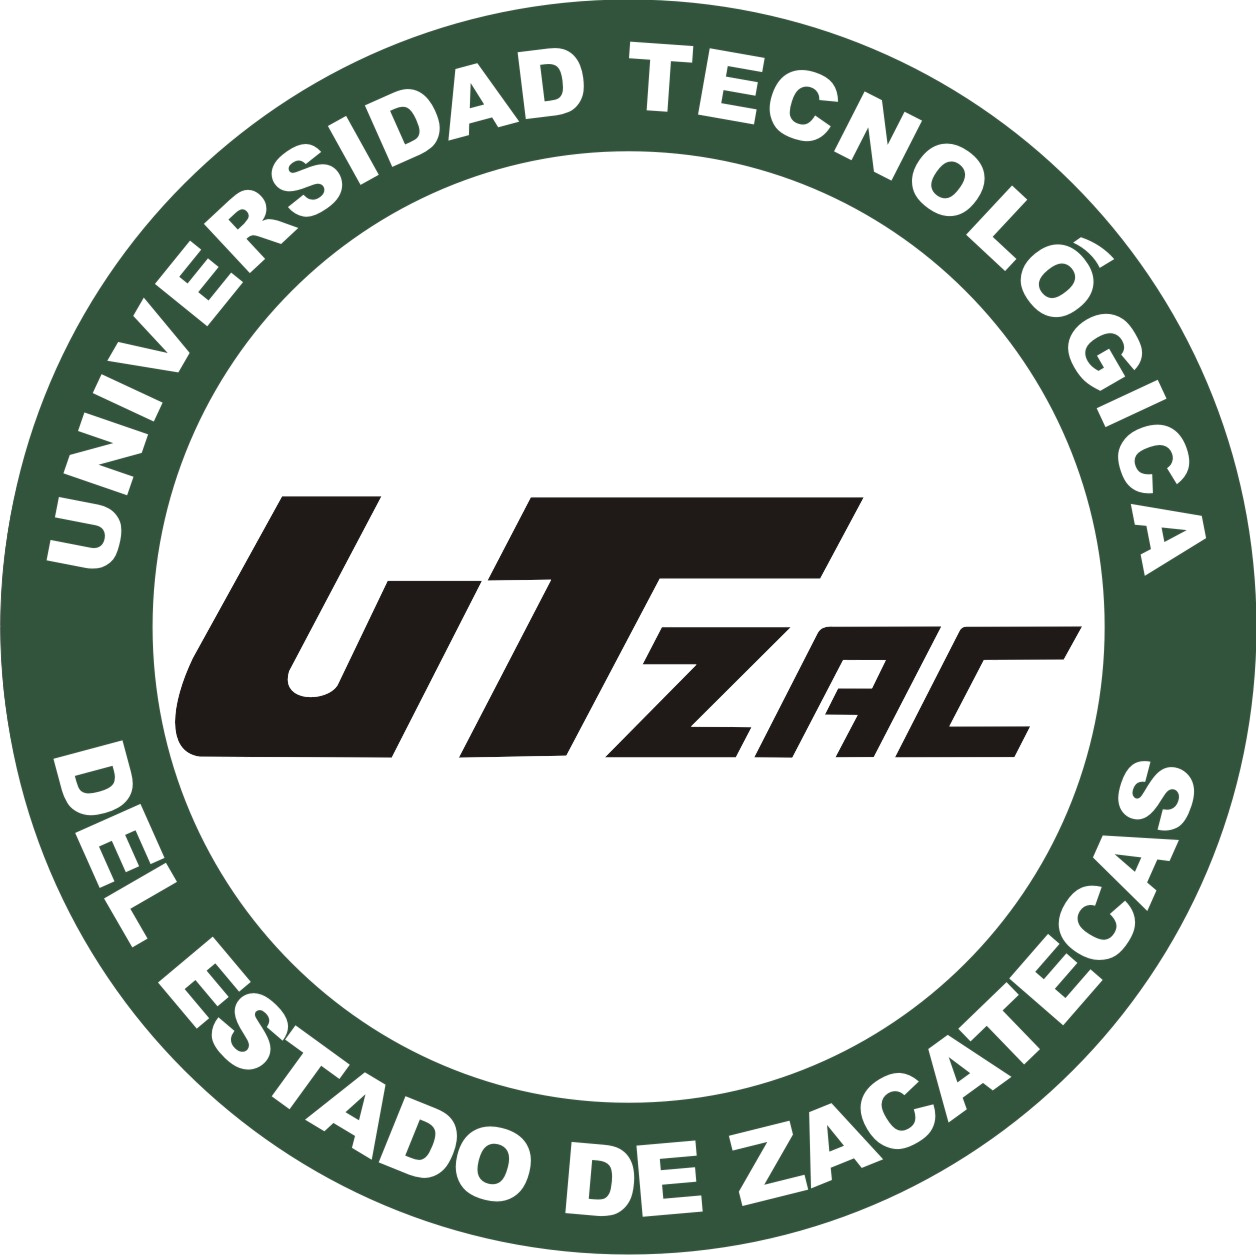 UNIVERSIDAD TECNOLÓGICA
UTZAC
DEL ESTADO DE ZACATECAS